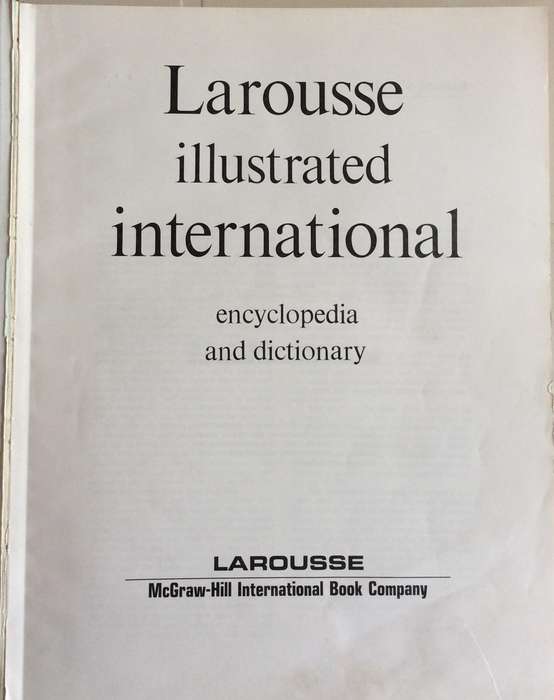 Larousse
illustrated
international
encyclopedia
and dictionary
LAROUSSE
McGraw-Hill International Book Company